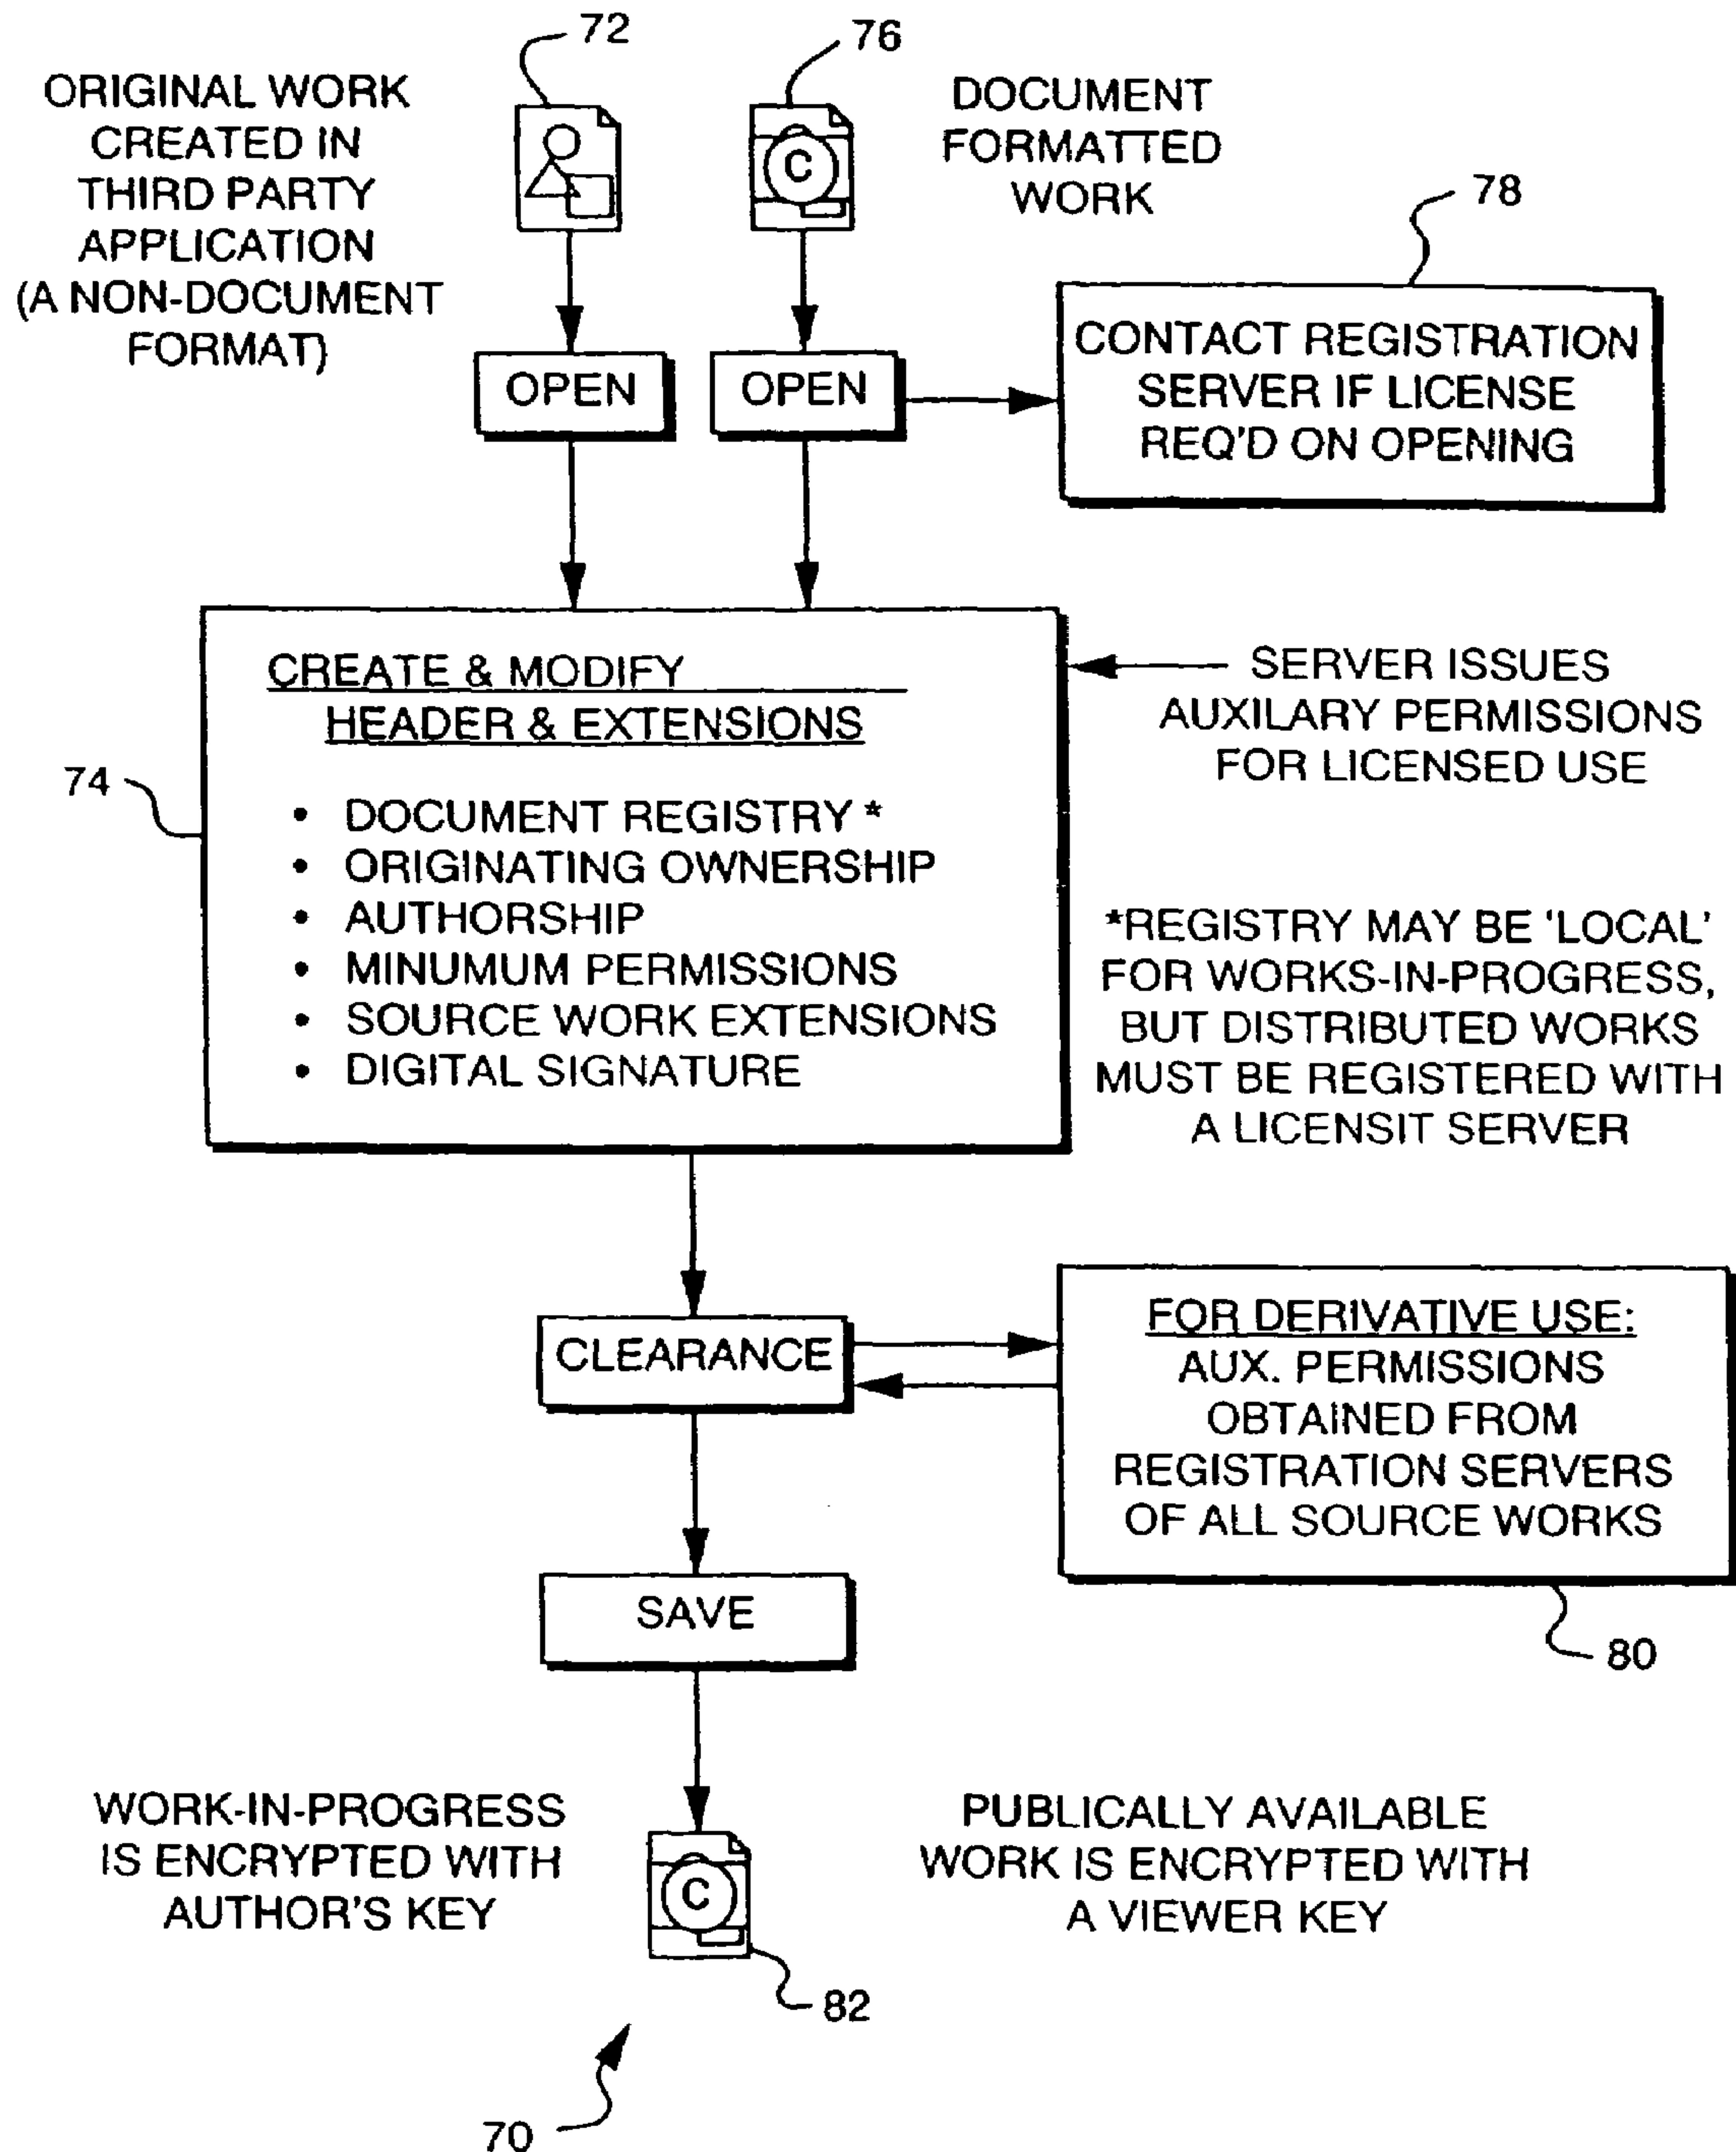 72
76
ORIGINAL WORK
CREATED IN
THIRD PARTY
APPLICATION
(A NON-DOCUMENT
FORMAT)
C
DOCUMENT
FORMATTED
WORK
78
OPEN
OPEN
CONTACT REGISTRATION
SERVER IF LICENSE
REQ'D ON OPENING
CREATE & MODIFY
HEADER & EXTENSIONS
74
• DOCUMENT REGISTRY *
• ORIGINATING OWNERSHIP
• AUTHORSHIP
• MINUMUM PERMISSIONS
• SOURCE WORK EXTENSIONS
• DIGITAL SIGNATURE
SERVER ISSUES
AUXILARY PERMISSIONS
FOR LICENSED USE
*REGISTRY MAY BE 'LOCAL'
FOR WORKS-IN-PROGRESS,
BUT DISTRIBUTED WORKS
MUST BE REGISTERED WITH
A LICENSIT SERVER
CLEARANCE
FOR DERIVATIVE USE:
AUX. PERMISSIONS
OBTAINED FROM
REGISTRATION SERVERS
OF ALL SOURCE WORKS
80
SAVE
WORK-IN-PROGRESS
IS ENCRYPTED WITH
AUTHOR'S KEY
C
PUBLICALLY AVAILABLE
WORK IS ENCRYPTED WITH
A VIEWER KEY
82
70